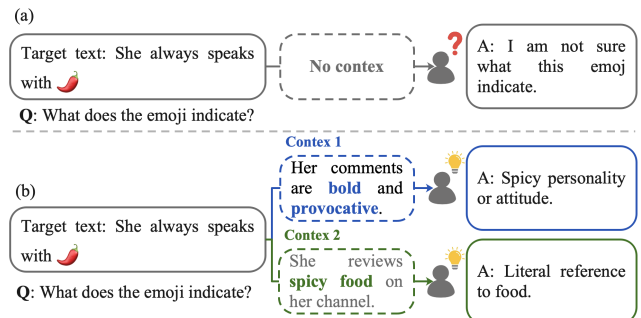 (a)
Target text: She always speaks
with 🌶️
No contex
❓
A: I am not sure
what this emoj
indicate.
Q: What does the emoji indicate?
Contex 1
Her comments
are bold and
provocative.
A: Spicy personality
or attitude.
(b)
Target text: She always speaks
with 🌶️
Q: What does the emoji indicate?
Contex 2
She reviews
spicy food on
her channel.
A: Literal reference
to food.